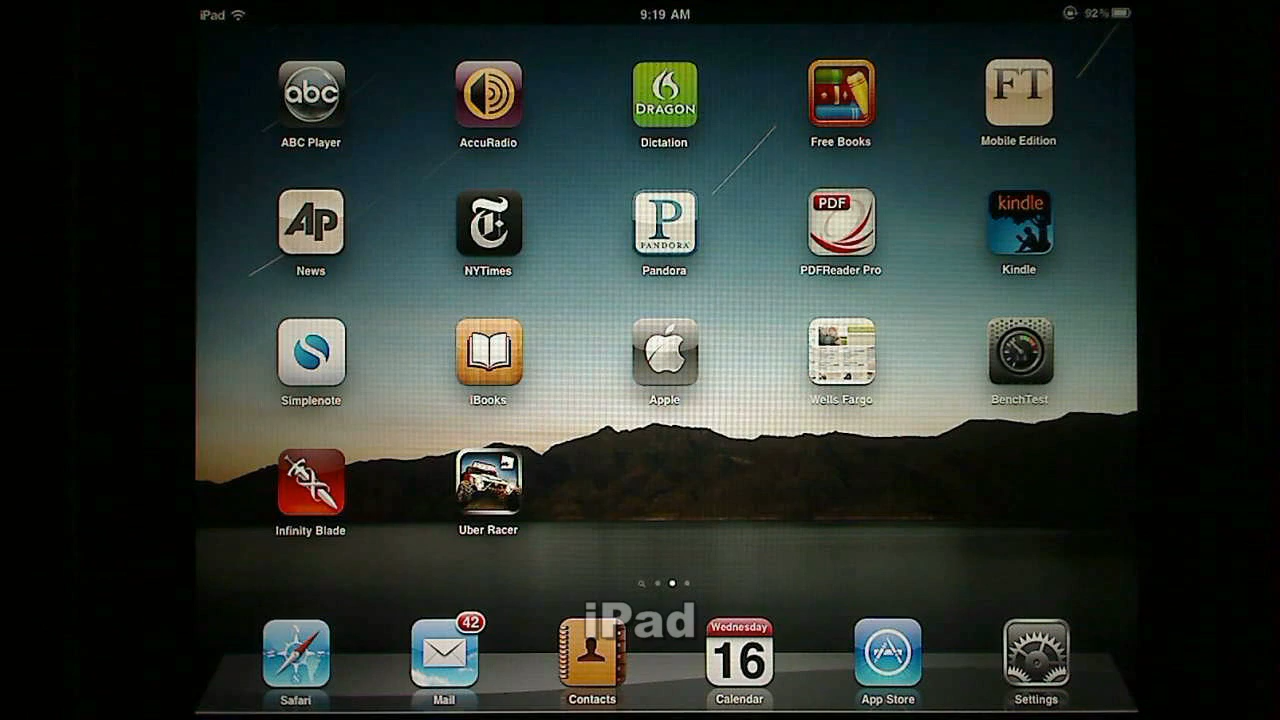 iPad 9:19 AM 92%
abc DRAGON FT
ABC Player AccuRadio Dictation Free Books Mobile Edition
AP T P PANDORA PDF kindle
News NYTimes Pandora PDFReader Pro Kindle
Simplenote iBooks Apple Wells Fargo BenchTest
Infinity Blade Uber Racer
iPad
42 Wednesday
16
Safari Mail Contacts Calendar App Store Settings